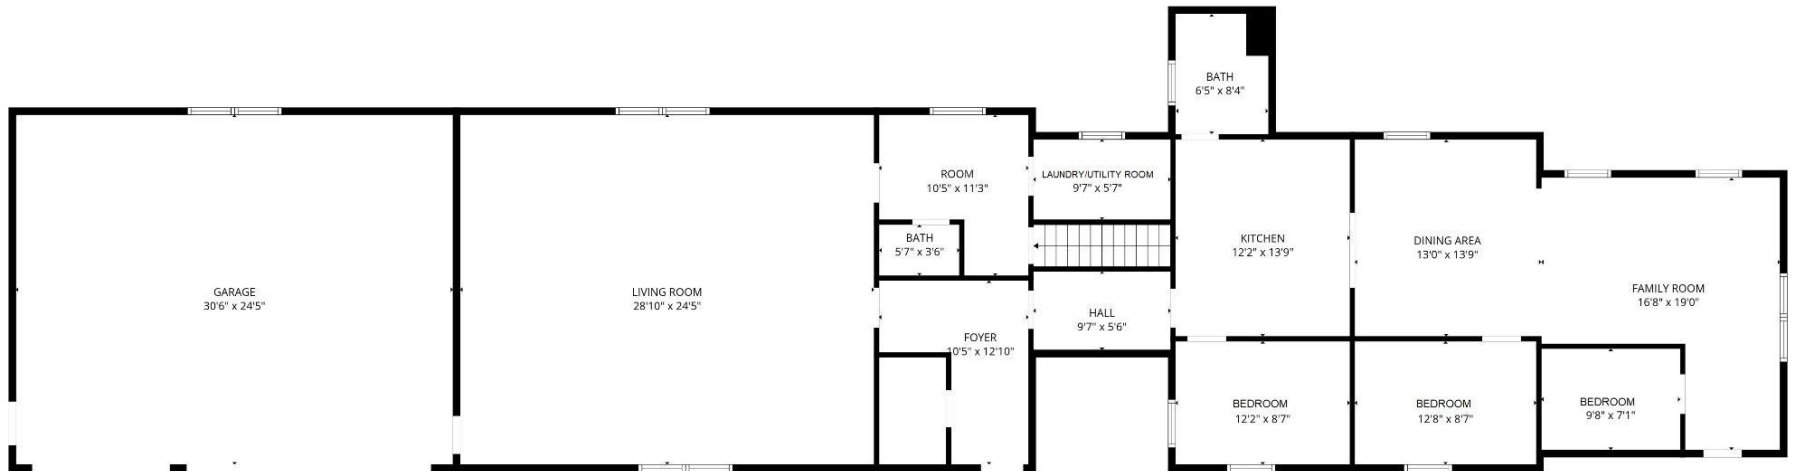 BATH
6'5" x 8'4"
ROOM
10'5" x 11'3"
LAUNDRY/UTILITY ROOM
9'7" x 5'7"
BATH
5'7" x 3'6"
KITCHEN
12'2" x 13'9"
DINING AREA
13'0" x 13'9"
GARAGE
30'6" x 24'5"
LIVING ROOM
28'10" x 24'5"
FAMILY ROOM
16'8" x 19'0"
HALL
9'7" x 5'6"
FOYER
10'5" x 12'10"
BEDROOM
12'2" x 8'7"
BEDROOM
12'8" x 8'7"
BEDROOM
9'8" x 7'1"